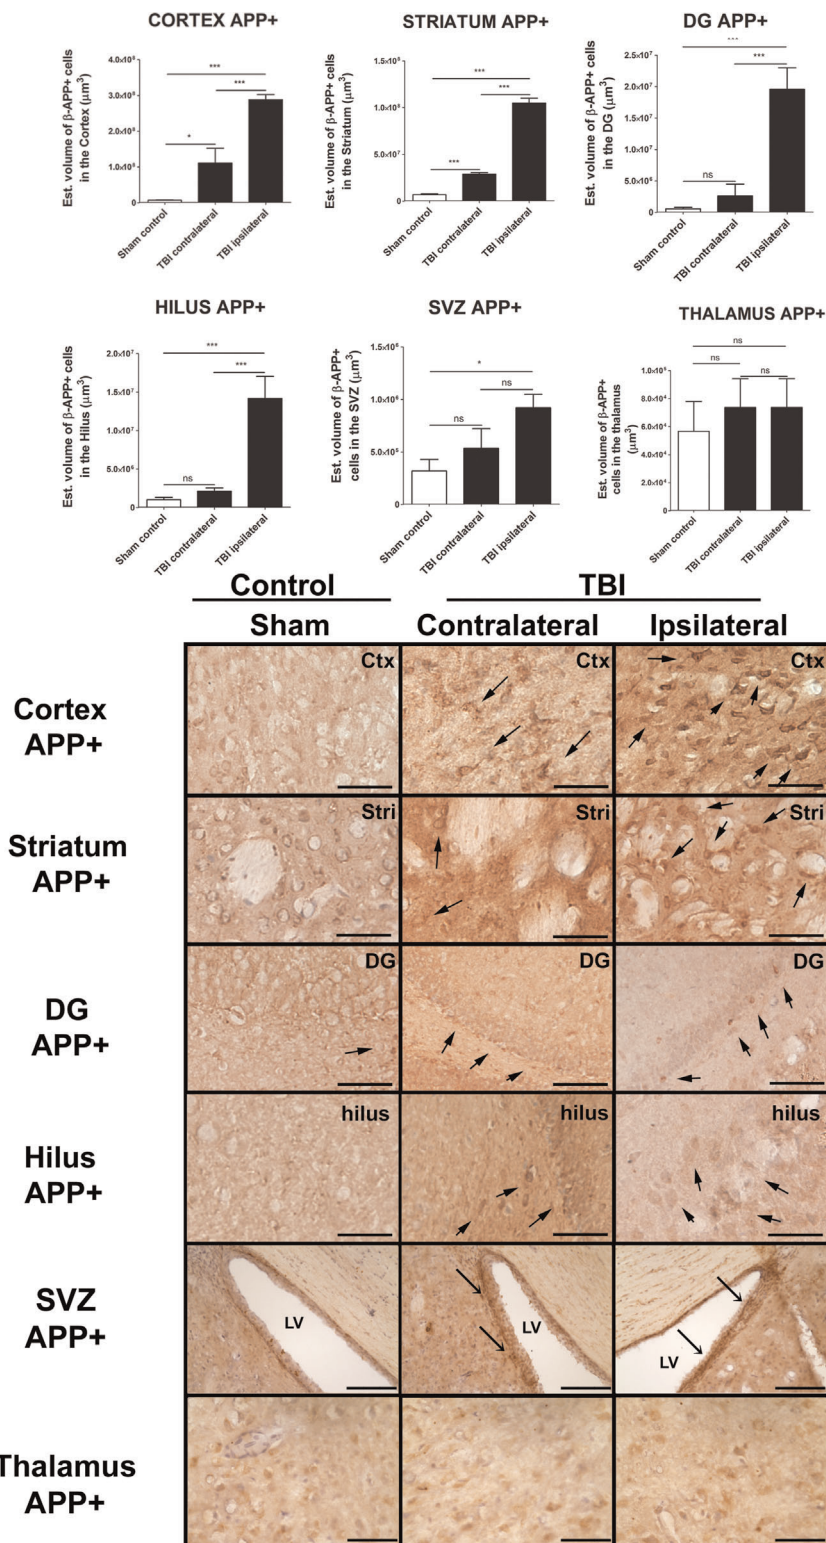 CORTEX APP+
Est. volume of β-APP+ cells
in the Cortex (μm³)
4.0x10⁸
3.0x10⁸
2.0x10⁸
1.0x10⁸
0
***
***
*
Sham control
TBI contralateral
TBI ipsilateral
STRIATUM APP+
Est. volume of β-APP+ cells
in the Striatum (μm³)
1.5x10⁸
1.0x10⁸
5.0x10⁷
0
***
***
***
Sham control
TBI contralateral
TBI ipsilateral
DG APP+
Est. volume of β-APP+ cells
in the DG (μm³)
2.5x10⁷
2.0x10⁷
1.5x10⁷
1.0x10⁷
5.0x10⁶
0
***
***
ns
Sham control
TBI contralateral
TBI ipsilateral
HILUS APP+
Est. volume of β-APP+ cells
in the Hilus (μm³)
2.0x10⁷
1.5x10⁷
1.0x10⁷
5.0x10⁶
0
***
***
ns
Sham control
TBI contralateral
TBI ipsilateral
SVZ APP+
Est. volume of β-APP+
cells in the SVZ (μm³)
1.5x10⁶
1.0x10⁶
5.0x10⁵
0
*
ns
ns
Sham control
TBI contralateral
TBI ipsilateral
THALAMUS APP+
Est. volume of β-APP+
cells in the thalamus
(μm³)
1.0x10⁵
8.0x10⁴
6.0x10⁴
4.0x10⁴
2.0x10⁴
0
ns
ns
ns
Sham control
TBI contralateral
TBI ipsilateral
Control
TBI
Sham
Contralateral
Ipsilateral
Cortex
APP+
Ctx
Ctx
Ctx
Striatum
APP+
Stri
Stri
Stri
DG
APP+
DG
DG
DG
Hilus
APP+
hilus
hilus
hilus
SVZ
APP+
LV
LV
LV
Thalamus
APP+